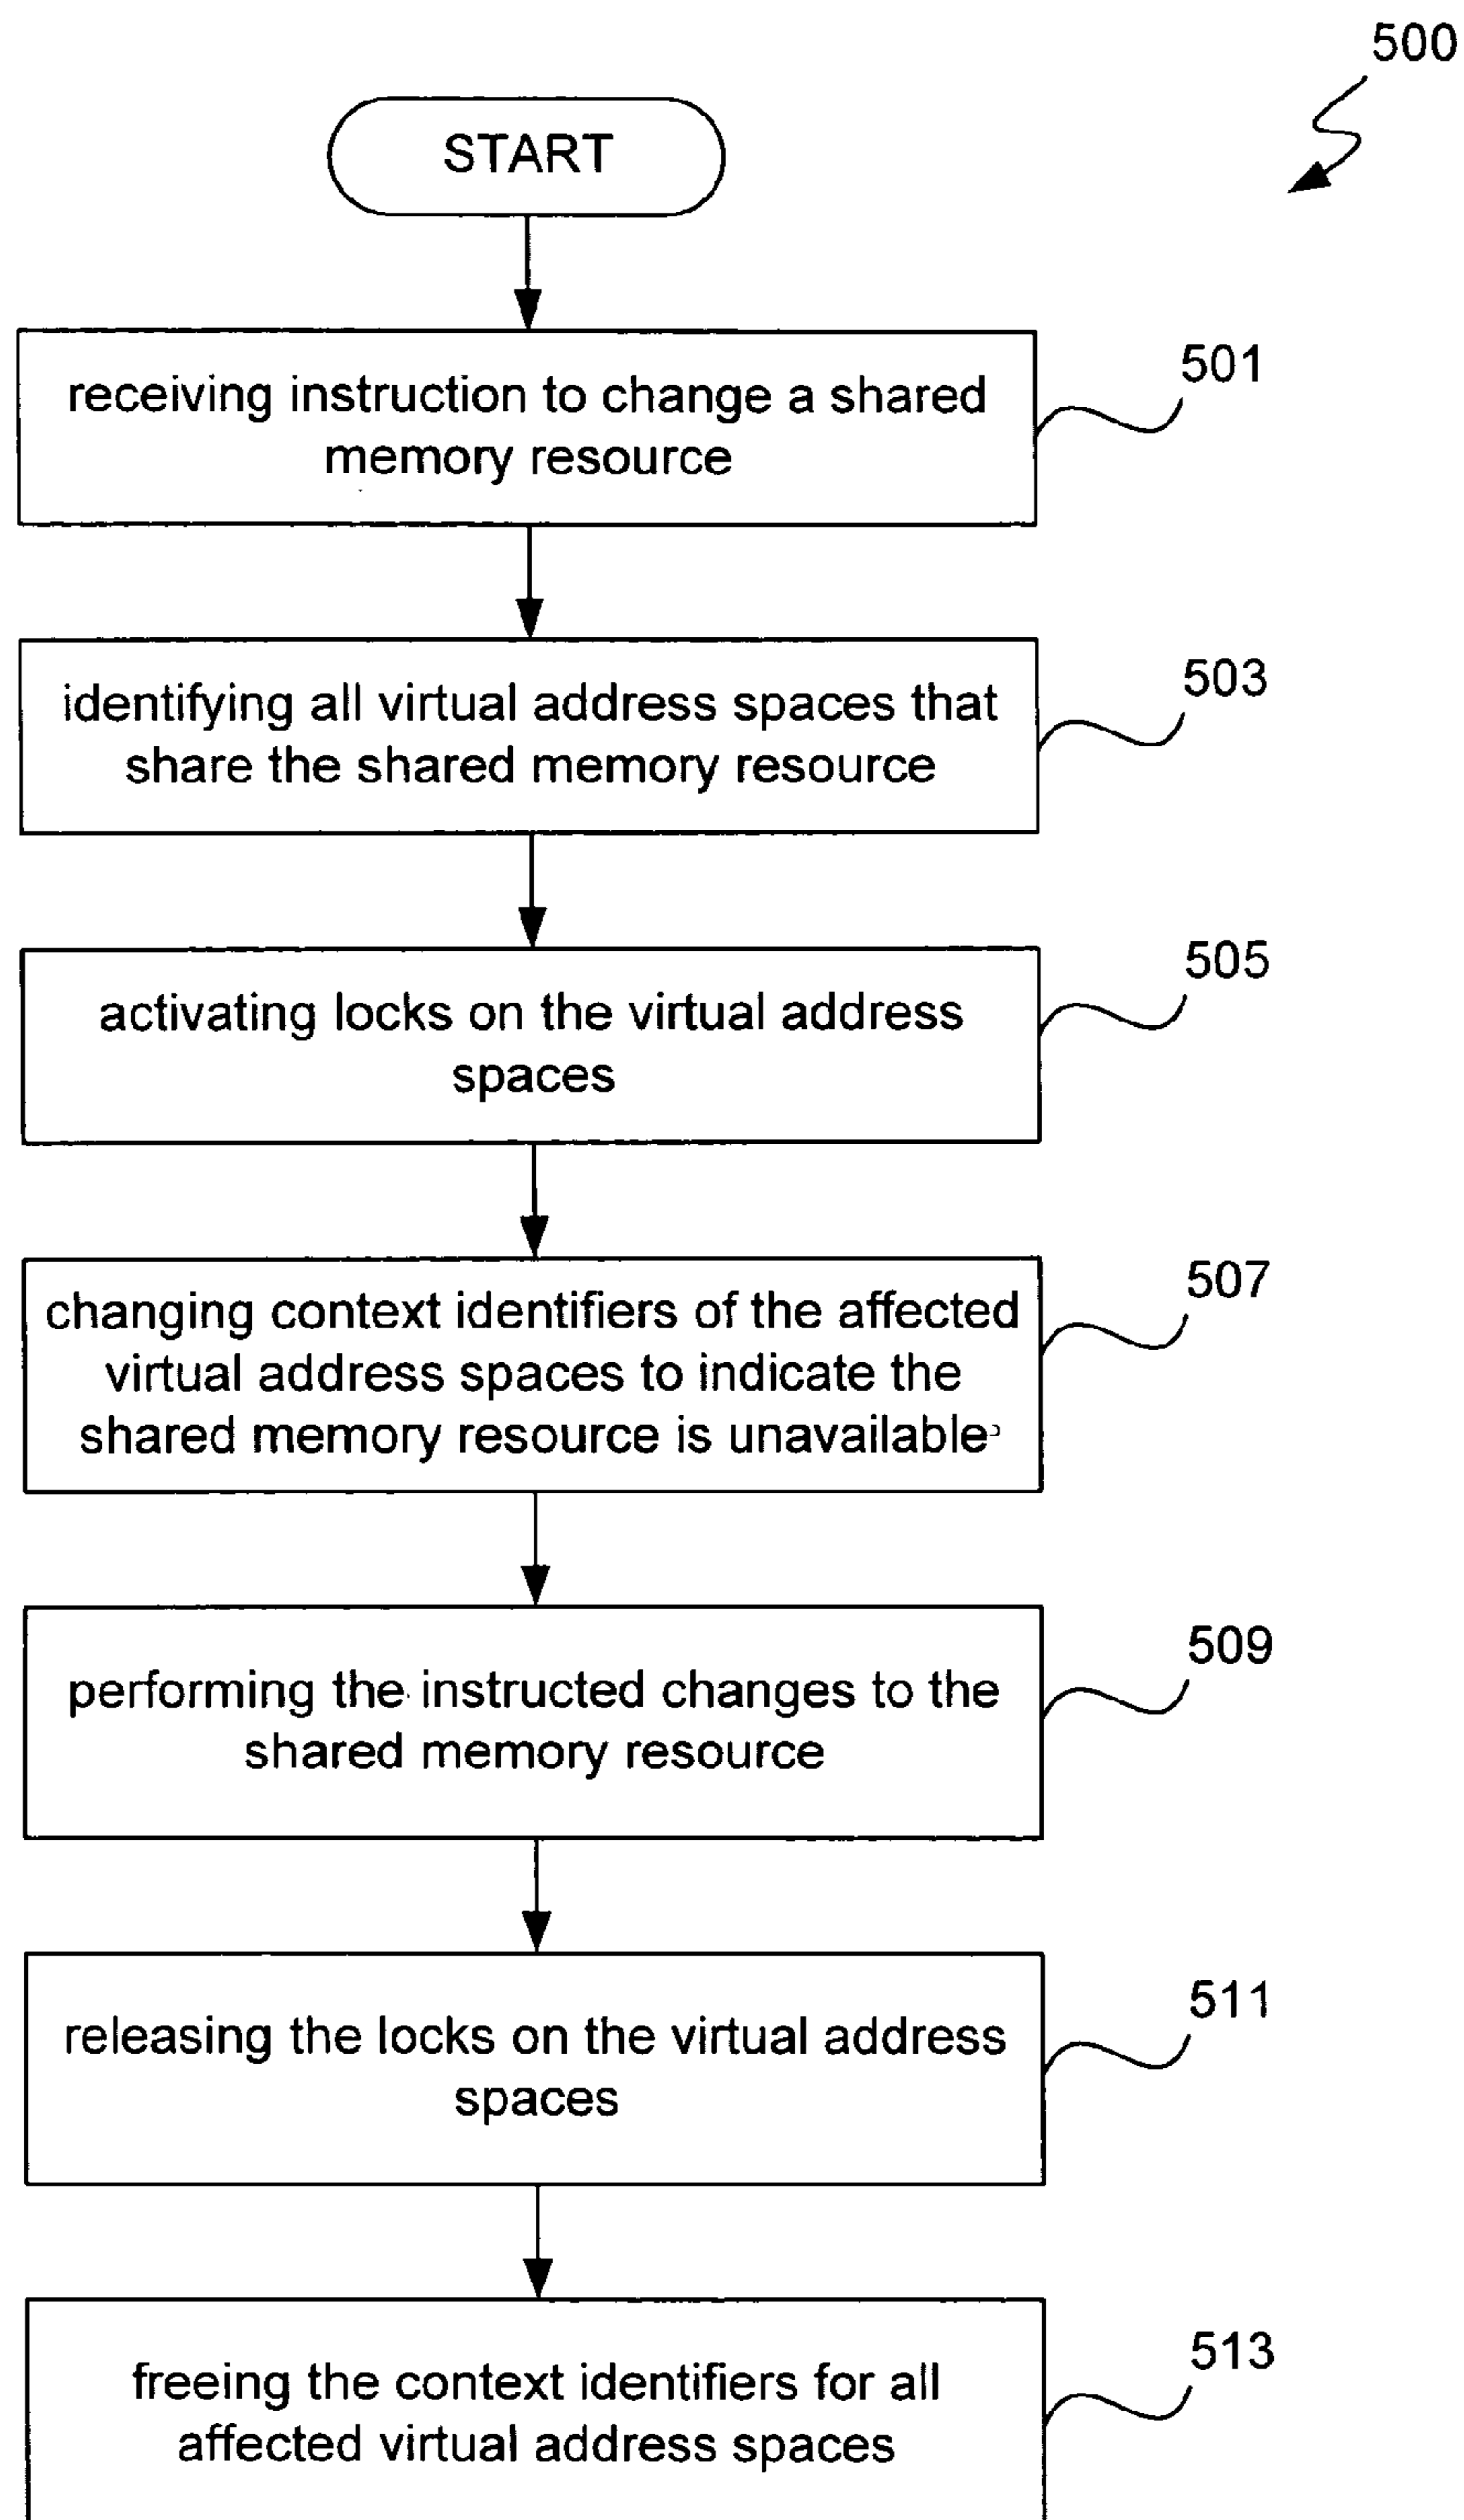 500
START
receiving instruction to change a shared
memory resource
501
identifying all virtual address spaces that
share the shared memory resource
503
activating locks on the virtual address
spaces
505
changing context identifiers of the affected
virtual address spaces to indicate the
shared memory resource is unavailable
507
performing the instructed changes to the
shared memory resource
509
releasing the locks on the virtual address
spaces
511
freeing the context identifiers for all
affected virtual address spaces
513